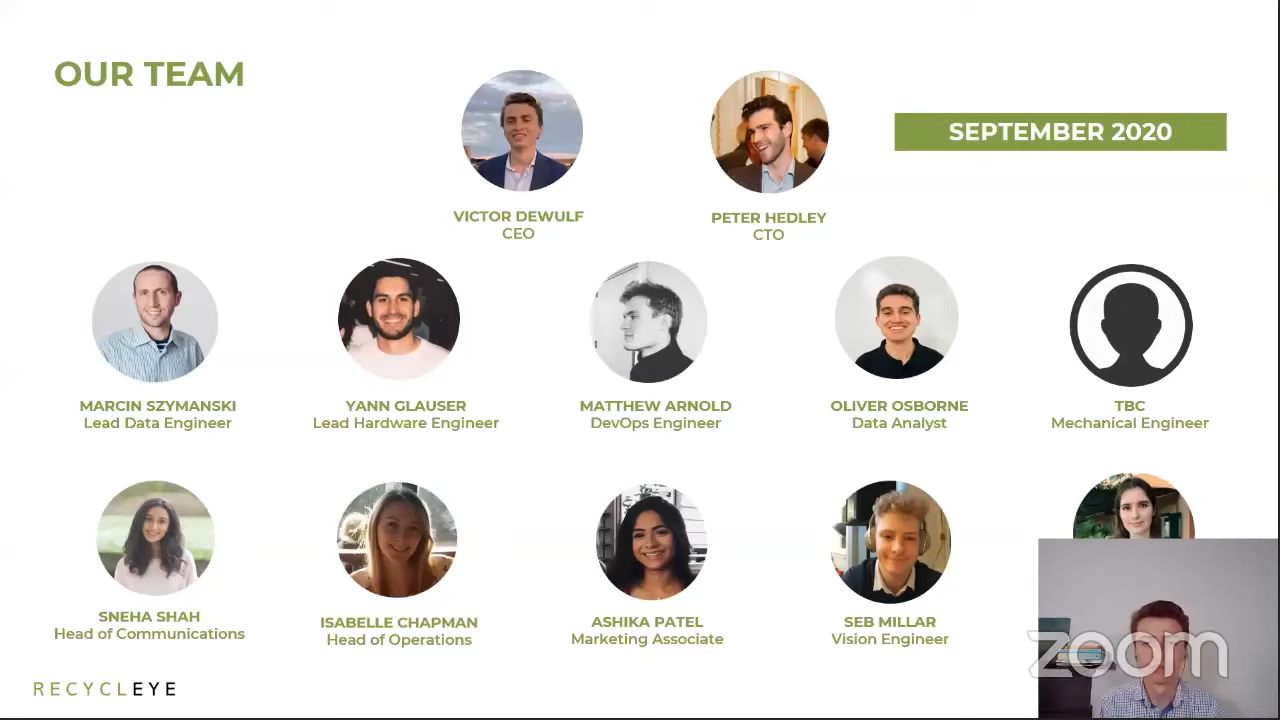 OUR TEAM
SEPTEMBER 2020
VICTOR DEWULF
CEO
PETER HEDLEY
CTO
MARCIN SZYMANSKI
Lead Data Engineer
YANN GLAUSER
Lead Hardware Engineer
MATTHEW ARNOLD
DevOps Engineer
OLIVER OSBORNE
Data Analyst
TBC
Mechanical Engineer
SNEHA SHAH
Head of Communications
ISABELLE CHAPMAN
Head of Operations
ASHIKA PATEL
Marketing Associate
SEB MILLAR
Vision Engineer
zoom
RECYCLEYE